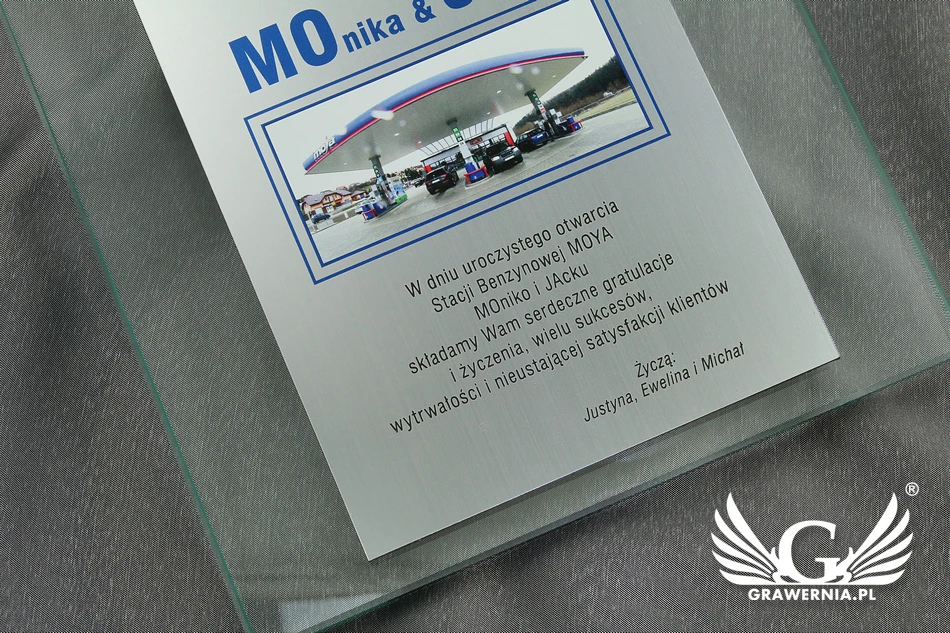 MOnika &
moya
W dniu uroczystego otwarcia
Stacji Benzynowej MOYA
MOniko i JAcku
składamy Wam serdeczne gratulacje
i życzenia, wielu sukcesów,
wytrwałości i nieustającej satysfakcji klientów
Życzą:
Justyna, Ewelina i Michał
G
®
GRAWERNIA.PL